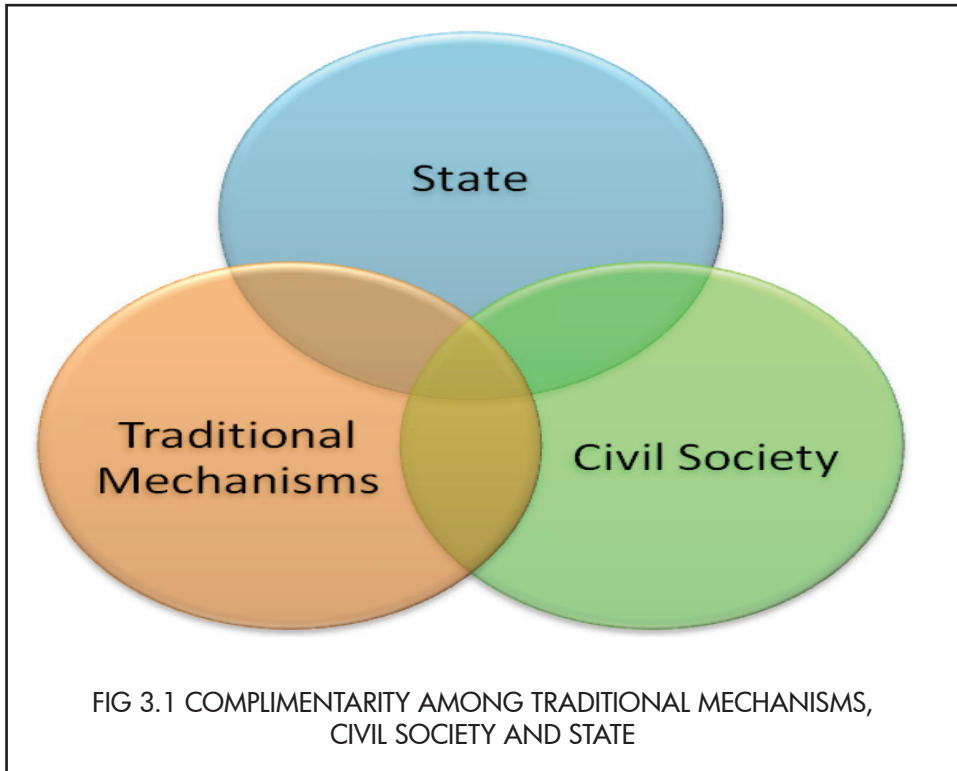 State
Traditional
Mechanisms
Civil Society
FIG 3.1 COMPLIMENTARITY AMONG TRADITIONAL MECHANISMS,
CIVIL SOCIETY AND STATE